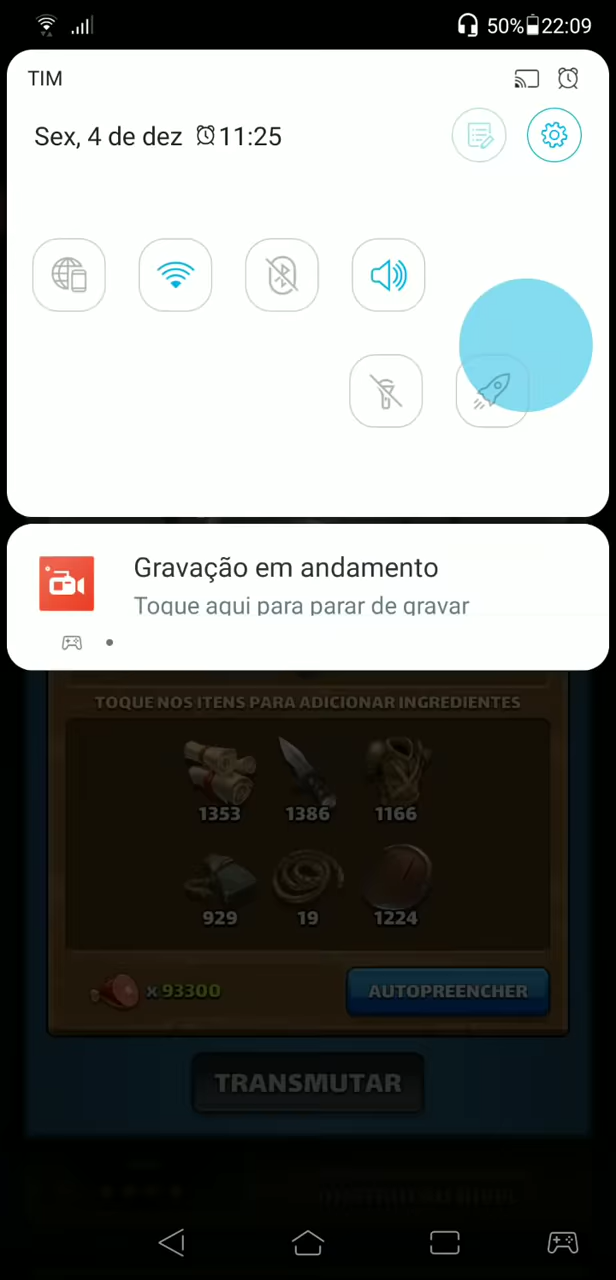 50% 22:09
TIM
Sex, 4 de dez 11:25
Gravação em andamento
Toque aqui para parar de gravar
TOQUE NOS ITENS PARA ADICIONAR INGREDIENTES
1353 1386 1166
929 19 1224
x 93300 AUTOPREENCHER
TRANSMUTAR